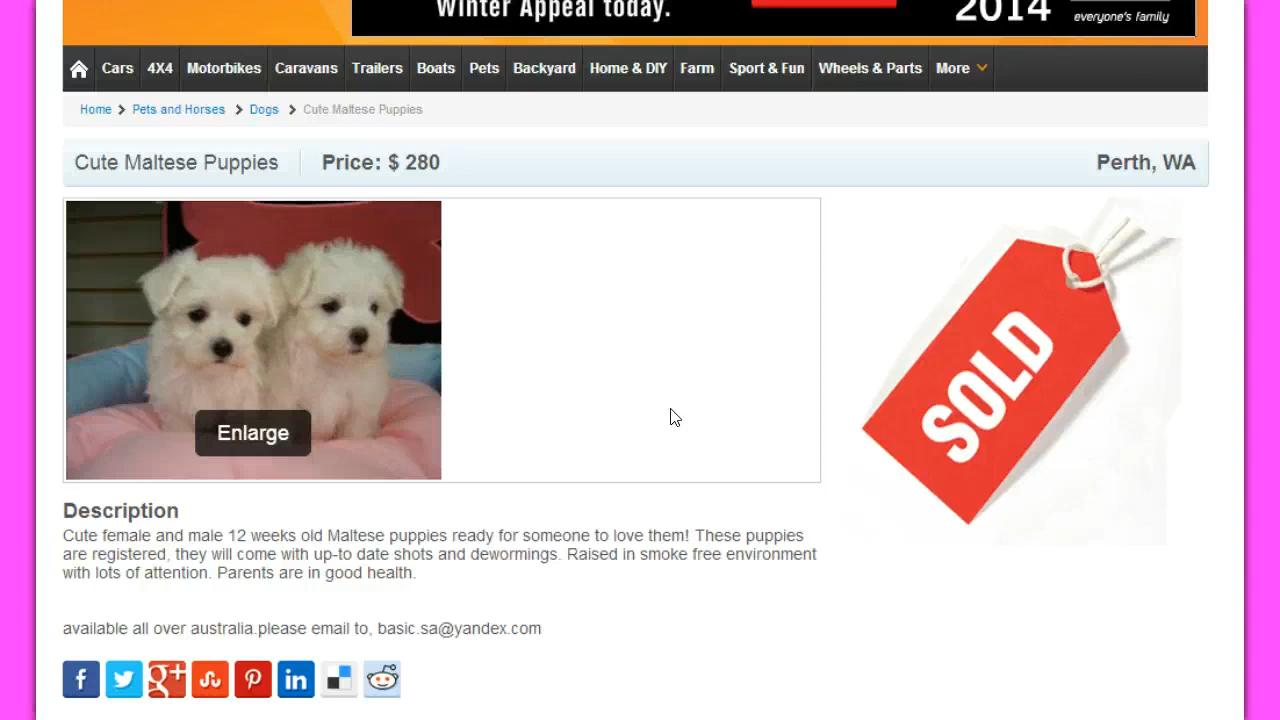 Winter Appeal today.
2014
everyone's family
Cars 4X4 Motorbikes Caravans Trailers Boats Pets Backyard Home & DIY Farm Sport & Fun Wheels & Parts More
Home Pets and Horses Dogs Cute Maltese Puppies
Cute Maltese Puppies Price: $ 280 Perth, WA
SOLD
Enlarge
Description
Cute female and male 12 weeks old Maltese puppies ready for someone to love them! These puppies
are registered, they will come with up-to date shots and dewormings. Raised in smoke free environment
with lots of attention. Parents are in good health.
available all over australia.please email to, basic.sa@yandex.com